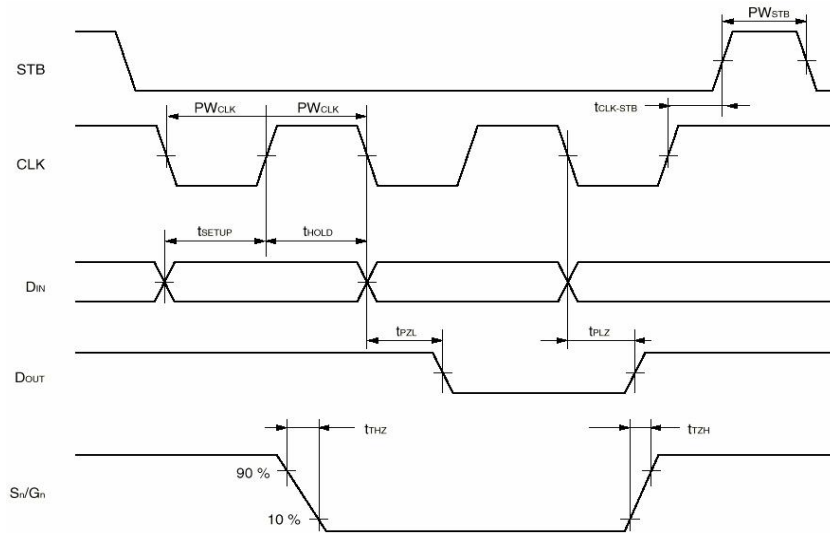 PWSTB
STB
tCLK-STB
PWCLK PWCLK
CLK
tSETUP tHOLD
DIN
tPZL tPLZ
DOUT
tTHZ tTZH
90 %
Sn/Gn
10 %